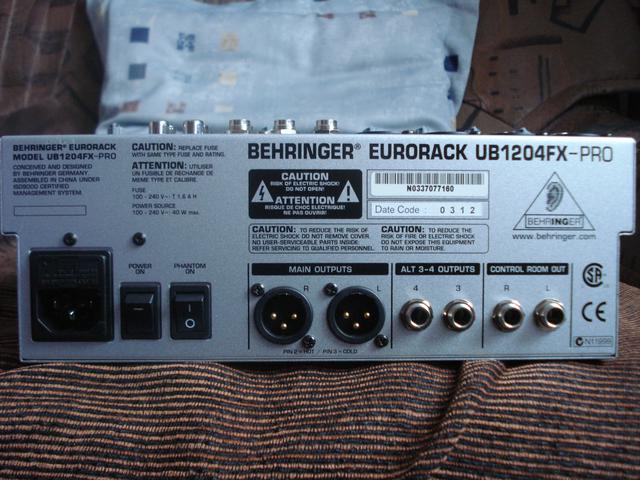 BEHRINGER® EURORACK
MODEL UB1204FX-PRO
CONCEIVED AND DESIGNED
BY BEHRINGER GERMANY.
ASSEMBLED IN CHINA UNDER
ISO9000 CERTIFIED
MANAGEMENT SYSTEM.
CAUTION: REPLACE FUSE
WITH SAME TYPE FUSE AND RATING.
ATTENTION: UTILISER
UN FUSIBLE DE RECHANGE DE
MEME TYPE ET CALIBRE.
FUSE
100 - 240 V~: T 1,6 A H
POWER SOURCE
100 - 240 V~: 40 W max.
BEHRINGER® EURORACK UB1204FX-PRO
CAUTION
RISK OF ELECTRIC SHOCK!
DO NOT OPEN!
ATTENTION
RISQUE DE CHOC ELECTRIQUE!
NE PAS OUVRIR!
N0337077160
Date Code : 0 3 1 2
CAUTION: TO REDUCE THE RISK OF
ELECTRIC SHOCK DO NOT REMOVE COVER.
NO USER-SERVICEABLE PARTS INSIDE:
REFER SERVICING TO QUALIFIED PERSONNEL.
CAUTION: TO REDUCE THE
RISK OF FIRE OR ELECTRIC SHOCK
DO NOT EXPOSE THIS EQUIPMENT
TO RAIN OR MOISTURE.
BEHRINGER
www.behringer.com
POWER
ON
PHANTOM
ON
I
O
MAIN OUTPUTS
R
L
PIN 2 = HOT / PIN 3 = COLD
ALT 3-4 OUTPUTS
4
3
CONTROL ROOM OUT
R
L
CE
N11999